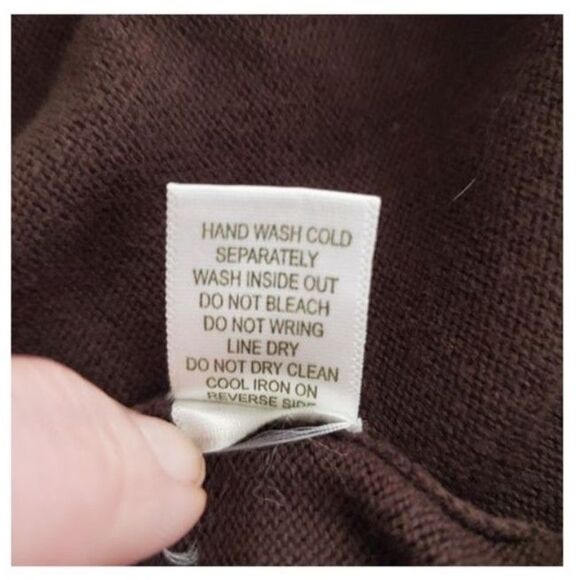 HAND WASH COLD
SEPARATELY
WASH INSIDE OUT
DO NOT BLEACH
DO NOT WRING
LINE DRY
DO NOT DRY CLEAN
COOL IRON ON
REVERSE SIDE